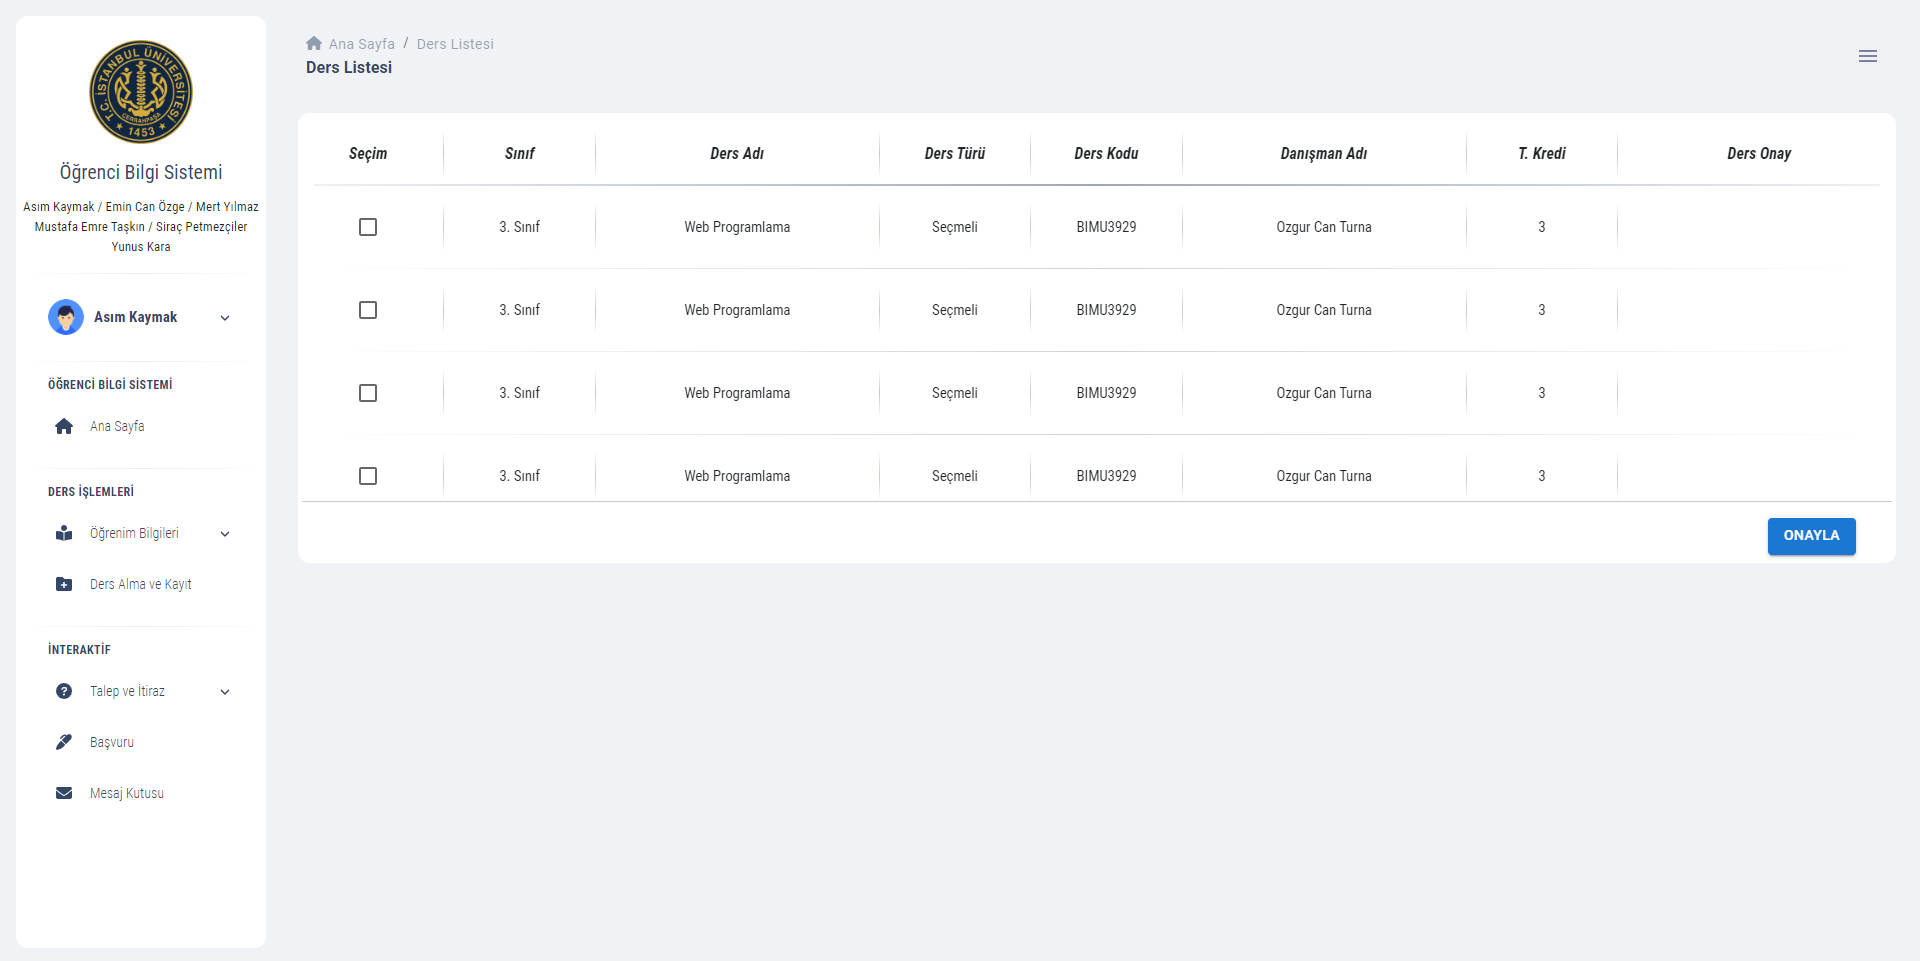 T.C. İSTANBUL ÜNİVERSİTESİ
CERRAHPAŞA
★ 1453 ★
Öğrenci Bilgi Sistemi
Asım Kaymak / Emin Can Özge / Mert Yılmaz
Mustafa Emre Taşkın / Siraç Petmezçiler
Yunus Kara
Asım Kaymak
ÖĞRENCİ BİLGİ SİSTEMİ
Ana Sayfa
DERS İŞLEMLERİ
Öğrenim Bilgileri
Ders Alma ve Kayıt
İNTERAKTİF
Talep ve İtiraz
Başvuru
Mesaj Kutusu
Ana Sayfa / Ders Listesi
Ders Listesi
Seçim Sınıf Ders Adı Ders Türü Ders Kodu Danışman Adı T. Kredi Ders Onay
3. Sınıf Web Programlama Seçmeli BIMU3929 Ozgur Can Turna 3
3. Sınıf Web Programlama Seçmeli BIMU3929 Ozgur Can Turna 3
3. Sınıf Web Programlama Seçmeli BIMU3929 Ozgur Can Turna 3
3. Sınıf Web Programlama Seçmeli BIMU3929 Ozgur Can Turna 3
ONAYLA